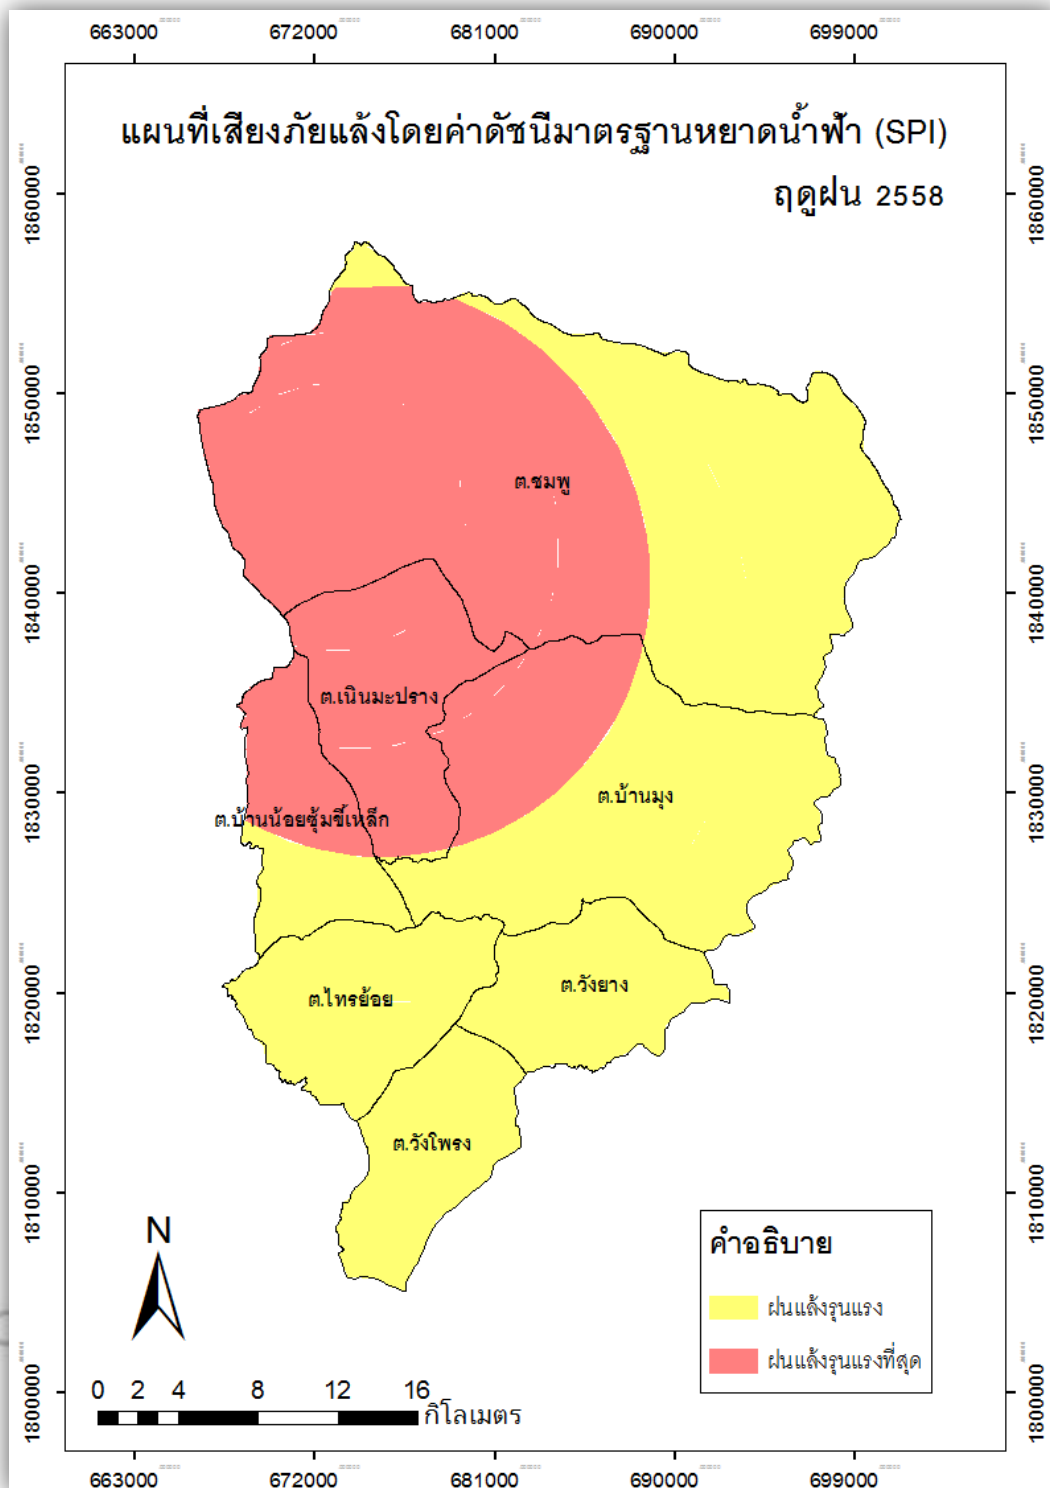 663000 672000 681000 690000 699000
แผนที่เสี่ยงภัยแล้งโดยค่าดัชนีมาตรฐานหยาดน้ำฟ้า (SPI)
ฤดูฝน 2558
1860000 1860000
1850000 1850000
ต.ชมพู
1840000 1840000
ต.เนินมะปราง
1830000 1830000
ต.บ้านมุง
ต.บ้านน้อยซุ้มขี้เหล็ก
ต.วังยาง
ต.ไทรย้อย
1820000 1820000
ต.วังโพรง
1810000 1810000
N
คำอธิบาย
ฝนแล้งรุนแรง
ฝนแล้งรุนแรงที่สุด
0 2 4 8 12 16
กิโลเมตร
1800000 1800000
663000 672000 681000 690000 699000